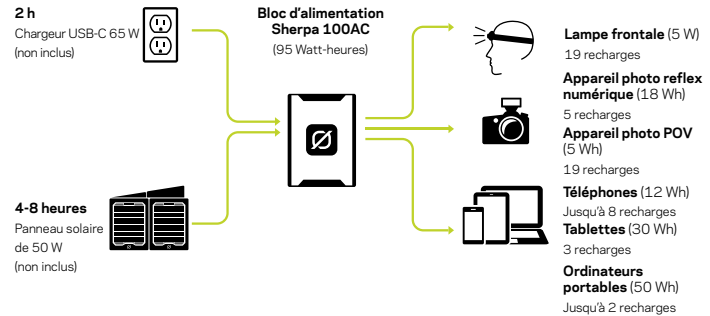 2 h
Chargeur USB-C 65 W
(non inclus)
4-8 heures
Panneau solaire
de 50 W
(non inclus)
Bloc d'alimentation
Sherpa 100AC
(95 Watt-heures)
Lampe frontale (5 W)
19 recharges
Appareil photo reflex
numérique (18 Wh)
5 recharges
Appareil photo POV
(5 Wh)
19 recharges
Téléphones (12 Wh)
Jusqu'à 8 recharges
Tablettes (30 Wh)
3 recharges
Ordinateurs
portables (50 Wh)
Jusqu'à 2 recharges